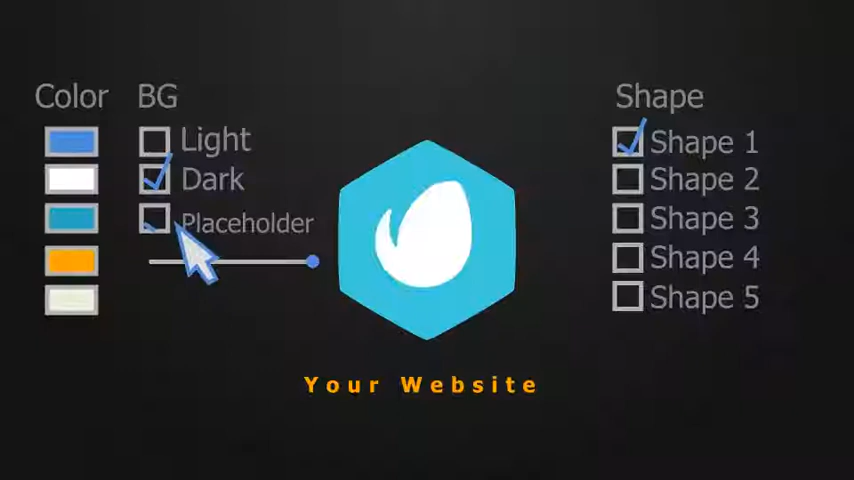 Color
BG
Light
Dark
Placeholder
Shape
Shape 1
Shape 2
Shape 3
Shape 4
Shape 5
Your Website